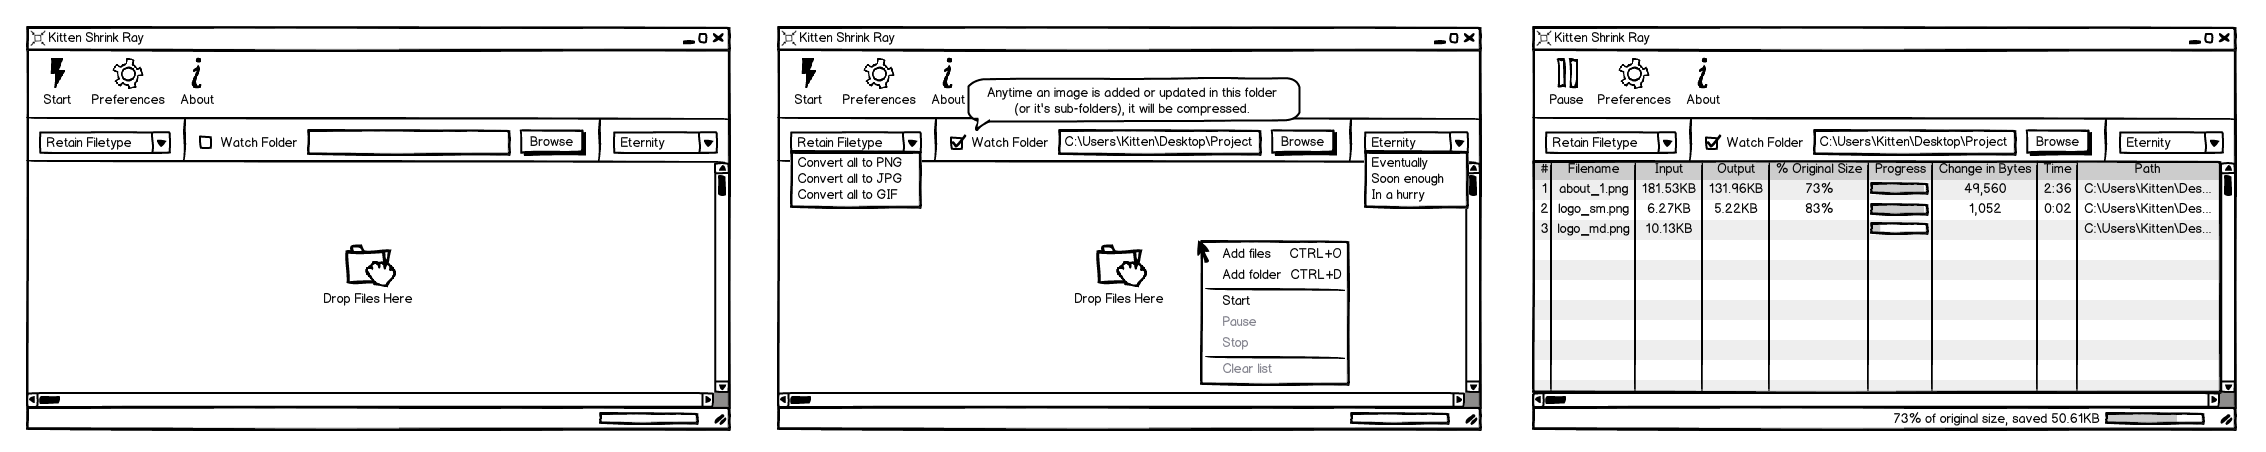 Kitten Shrink Ray
Start Preferences About
Retain Filetype Watch Folder Browse Eternity
Drop Files Here
Kitten Shrink Ray
Start Preferences About
Anytime an image is added or updated in this folder
(or it's sub-folders), it will be compressed.
Retain Filetype Watch Folder C:\Users\Kitten\Desktop\Project Browse Eternity
Convert all to PNG
Convert all to JPG
Convert all to GIF
Eventually
Soon enough
In a hurry
Drop Files Here
Add files CTRL+O
Add folder CTRL+D
Start
Pause
Stop
Clear list
Kitten Shrink Ray
Pause Preferences About
Retain Filetype Watch Folder C:\Users\Kitten\Desktop\Project Browse Eternity
# Filename Input Output % Original Size Progress Change in Bytes Time Path
1 about_1.png 181.53KB 131.96KB 73% 49,560 2:36 C:\Users\Kitten\Des...
2 logo_sm.png 6.27KB 5.22KB 83% 1,052 0:02 C:\Users\Kitten\Des...
3 logo_md.png 10.13KB C:\Users\Kitten\Des...
73% of original size, saved 50.61KB